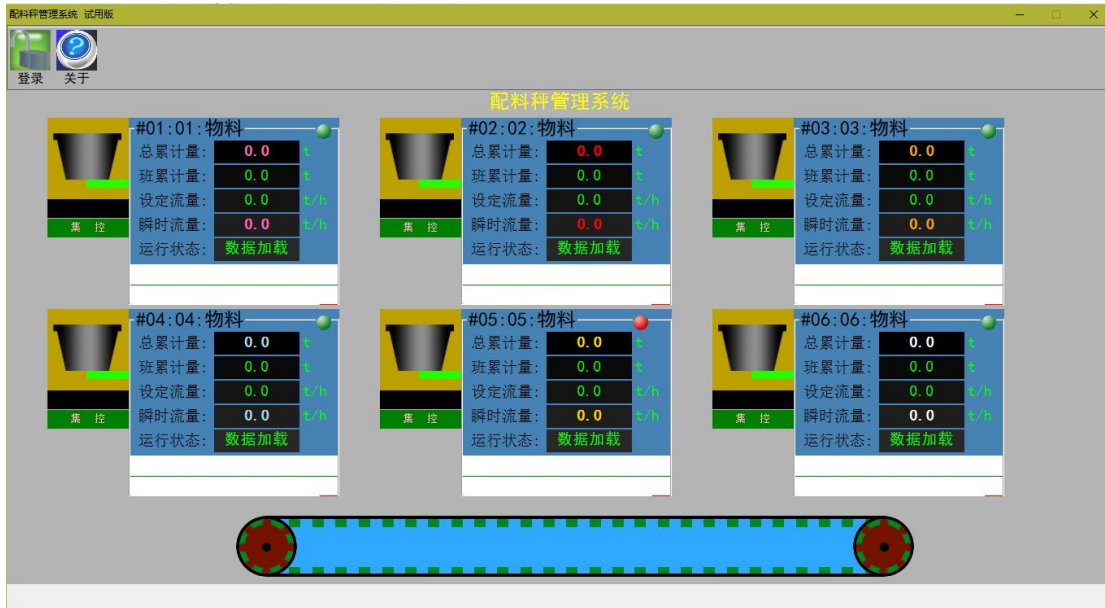 配料秤管理系统 试用版
登录 关于
配料秤管理系统
#01:01:物料
总累计量: 0.0 t
班累计量: 0.0 t
设定流量: 0.0 t/h
瞬时流量: 0.0 t/h
运行状态: 数据加载
集 控
#02:02:物料
总累计量: 0.0 t
班累计量: 0.0 t
设定流量: 0.0 t/h
瞬时流量: 0.0 t/h
运行状态: 数据加载
集 控
#03:03:物料
总累计量: 0.0 t
班累计量: 0.0 t
设定流量: 0.0 t/h
瞬时流量: 0.0 t/h
运行状态: 数据加载
集 控
#04:04:物料
总累计量: 0.0 t
班累计量: 0.0 t
设定流量: 0.0 t/h
瞬时流量: 0.0 t/h
运行状态: 数据加载
集 控
#05:05:物料
总累计量: 0.0 t
班累计量: 0.0 t
设定流量: 0.0 t/h
瞬时流量: 0.0 t/h
运行状态: 数据加载
集 控
#06:06:物料
总累计量: 0.0 t
班累计量: 0.0 t
设定流量: 0.0 t/h
瞬时流量: 0.0 t/h
运行状态: 数据加载
集 控